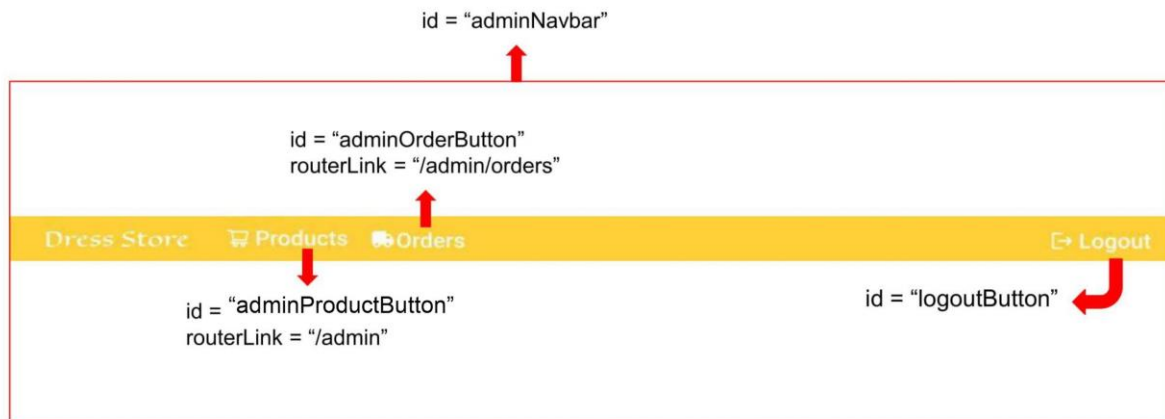 id = “adminNavbar”
id = “adminOrderButton”
routerLink = “/admin/orders”
Dress Store Products Orders Logout
id = “adminProductButton”
routerLink = “/admin”
id = “logoutButton”